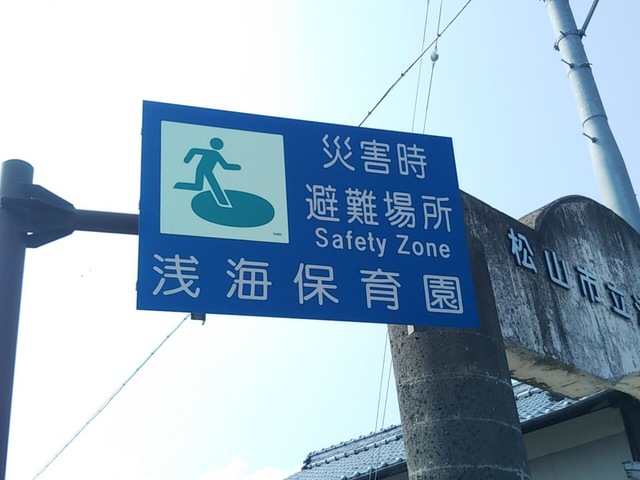 災害時
避難場所
Safety Zone
浅海保育園
松山市立